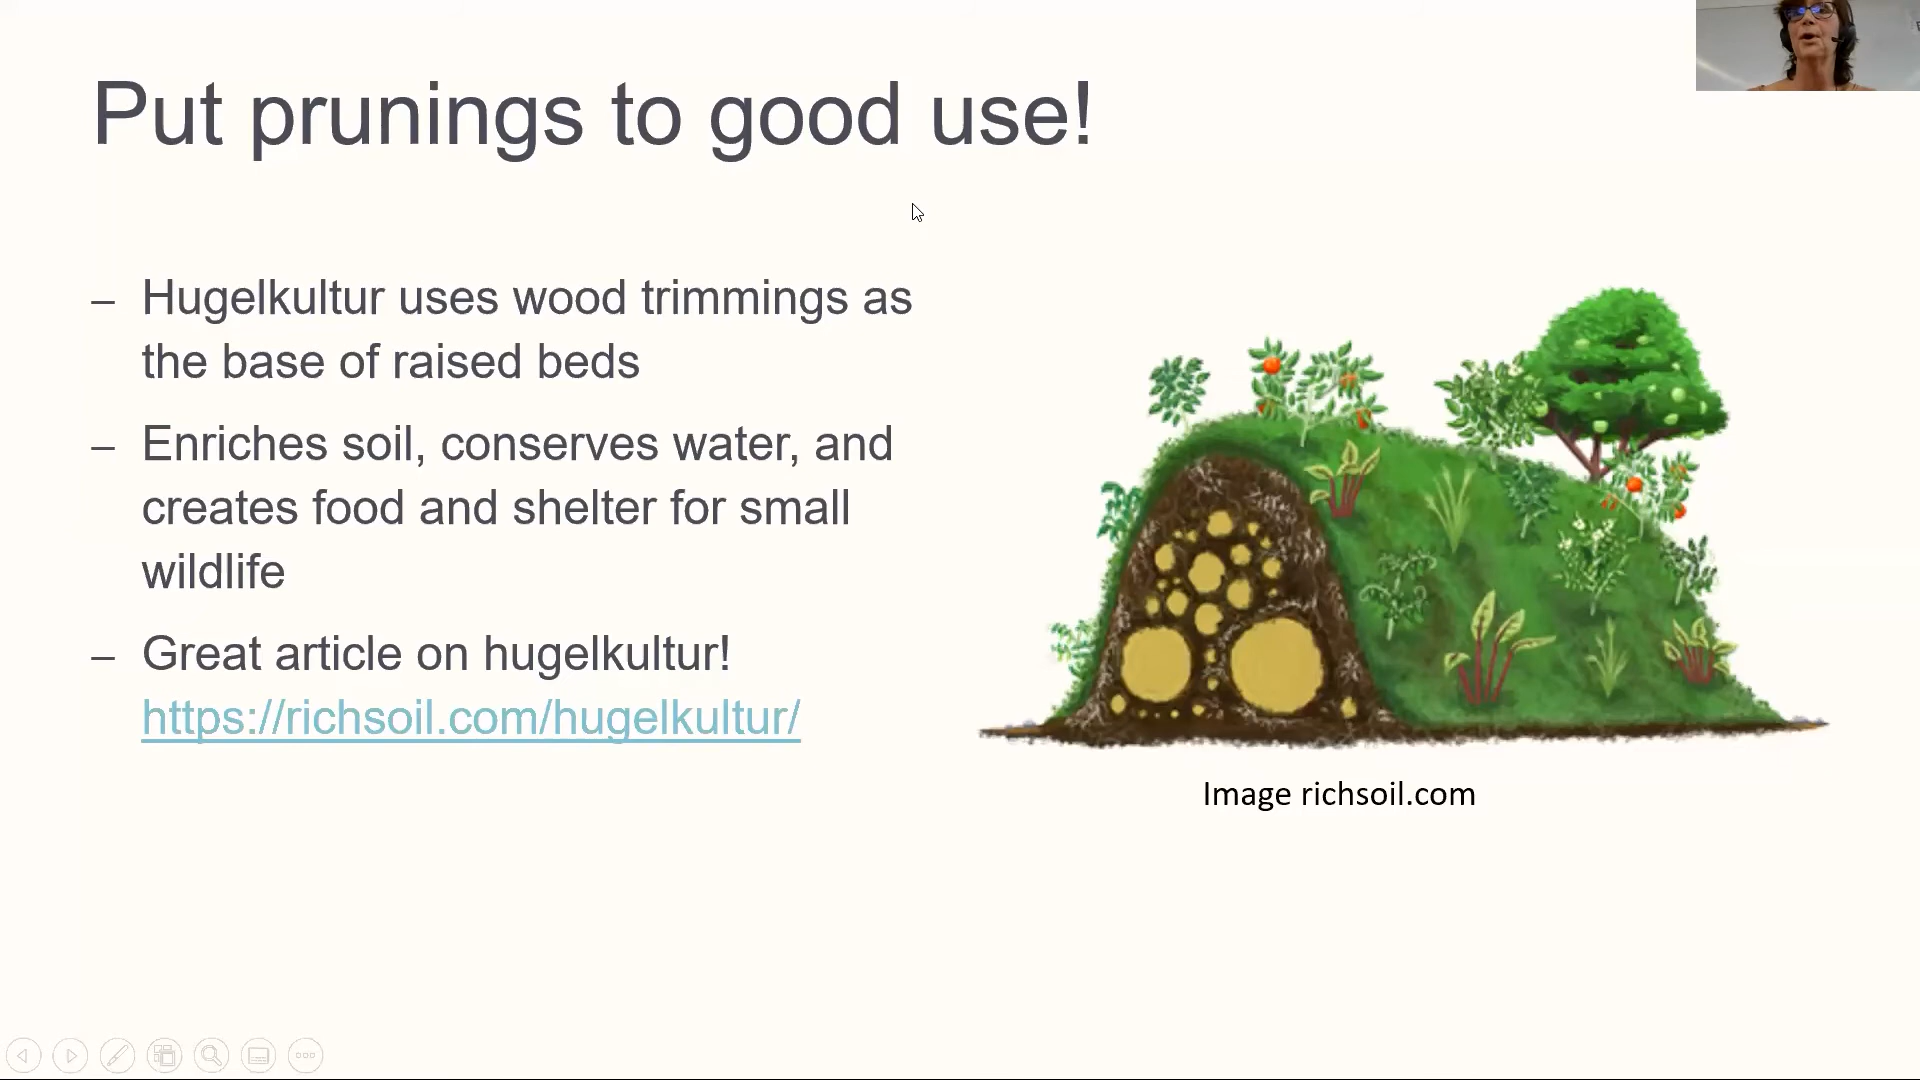 Put prunings to good use!
– Hugelkultur uses wood trimmings as
the base of raised beds
– Enriches soil, conserves water, and
creates food and shelter for small
wildlife
– Great article on hugelkultur!
https://richsoil.com/hugelkultur/
Image richsoil.com